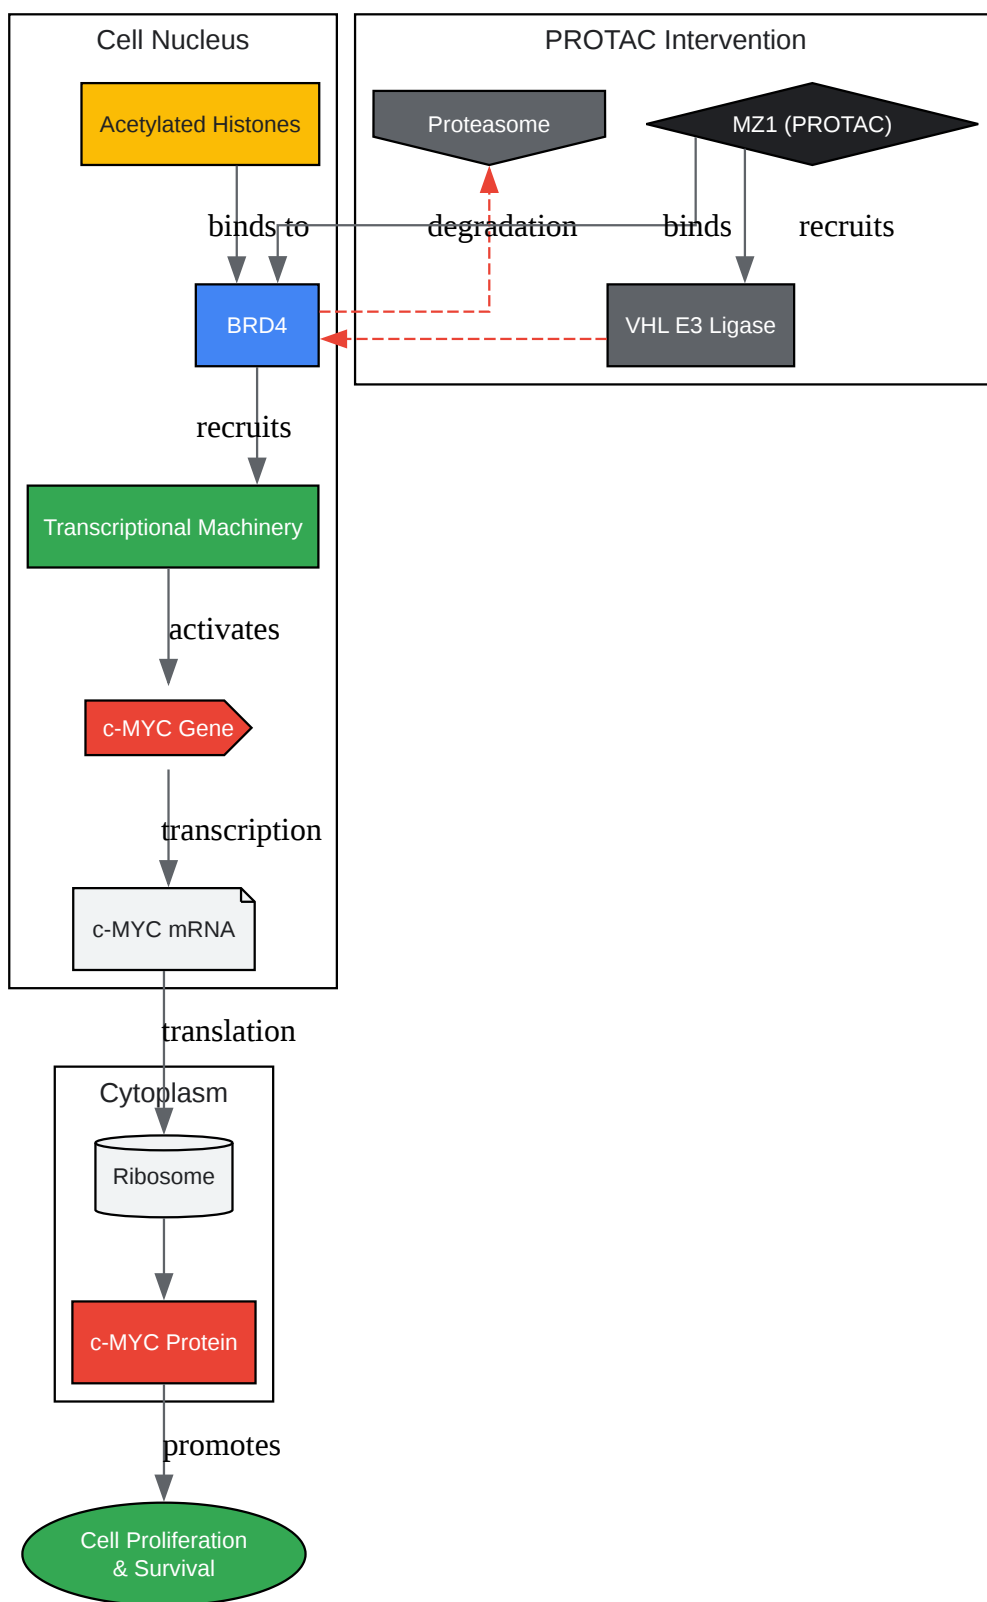 Cell Nucleus
PROTAC Intervention
Acetylated Histones
Proteasome
MZ1 (PROTAC)
binds to
degradation
binds
recruits
BRD4
VHL E3 Ligase
recruits
Transcriptional Machinery
activates
c-MYC Gene
transcription
c-MYC mRNA
translation
Cytoplasm
Ribosome
c-MYC Protein
promotes
Cell Proliferation
& Survival